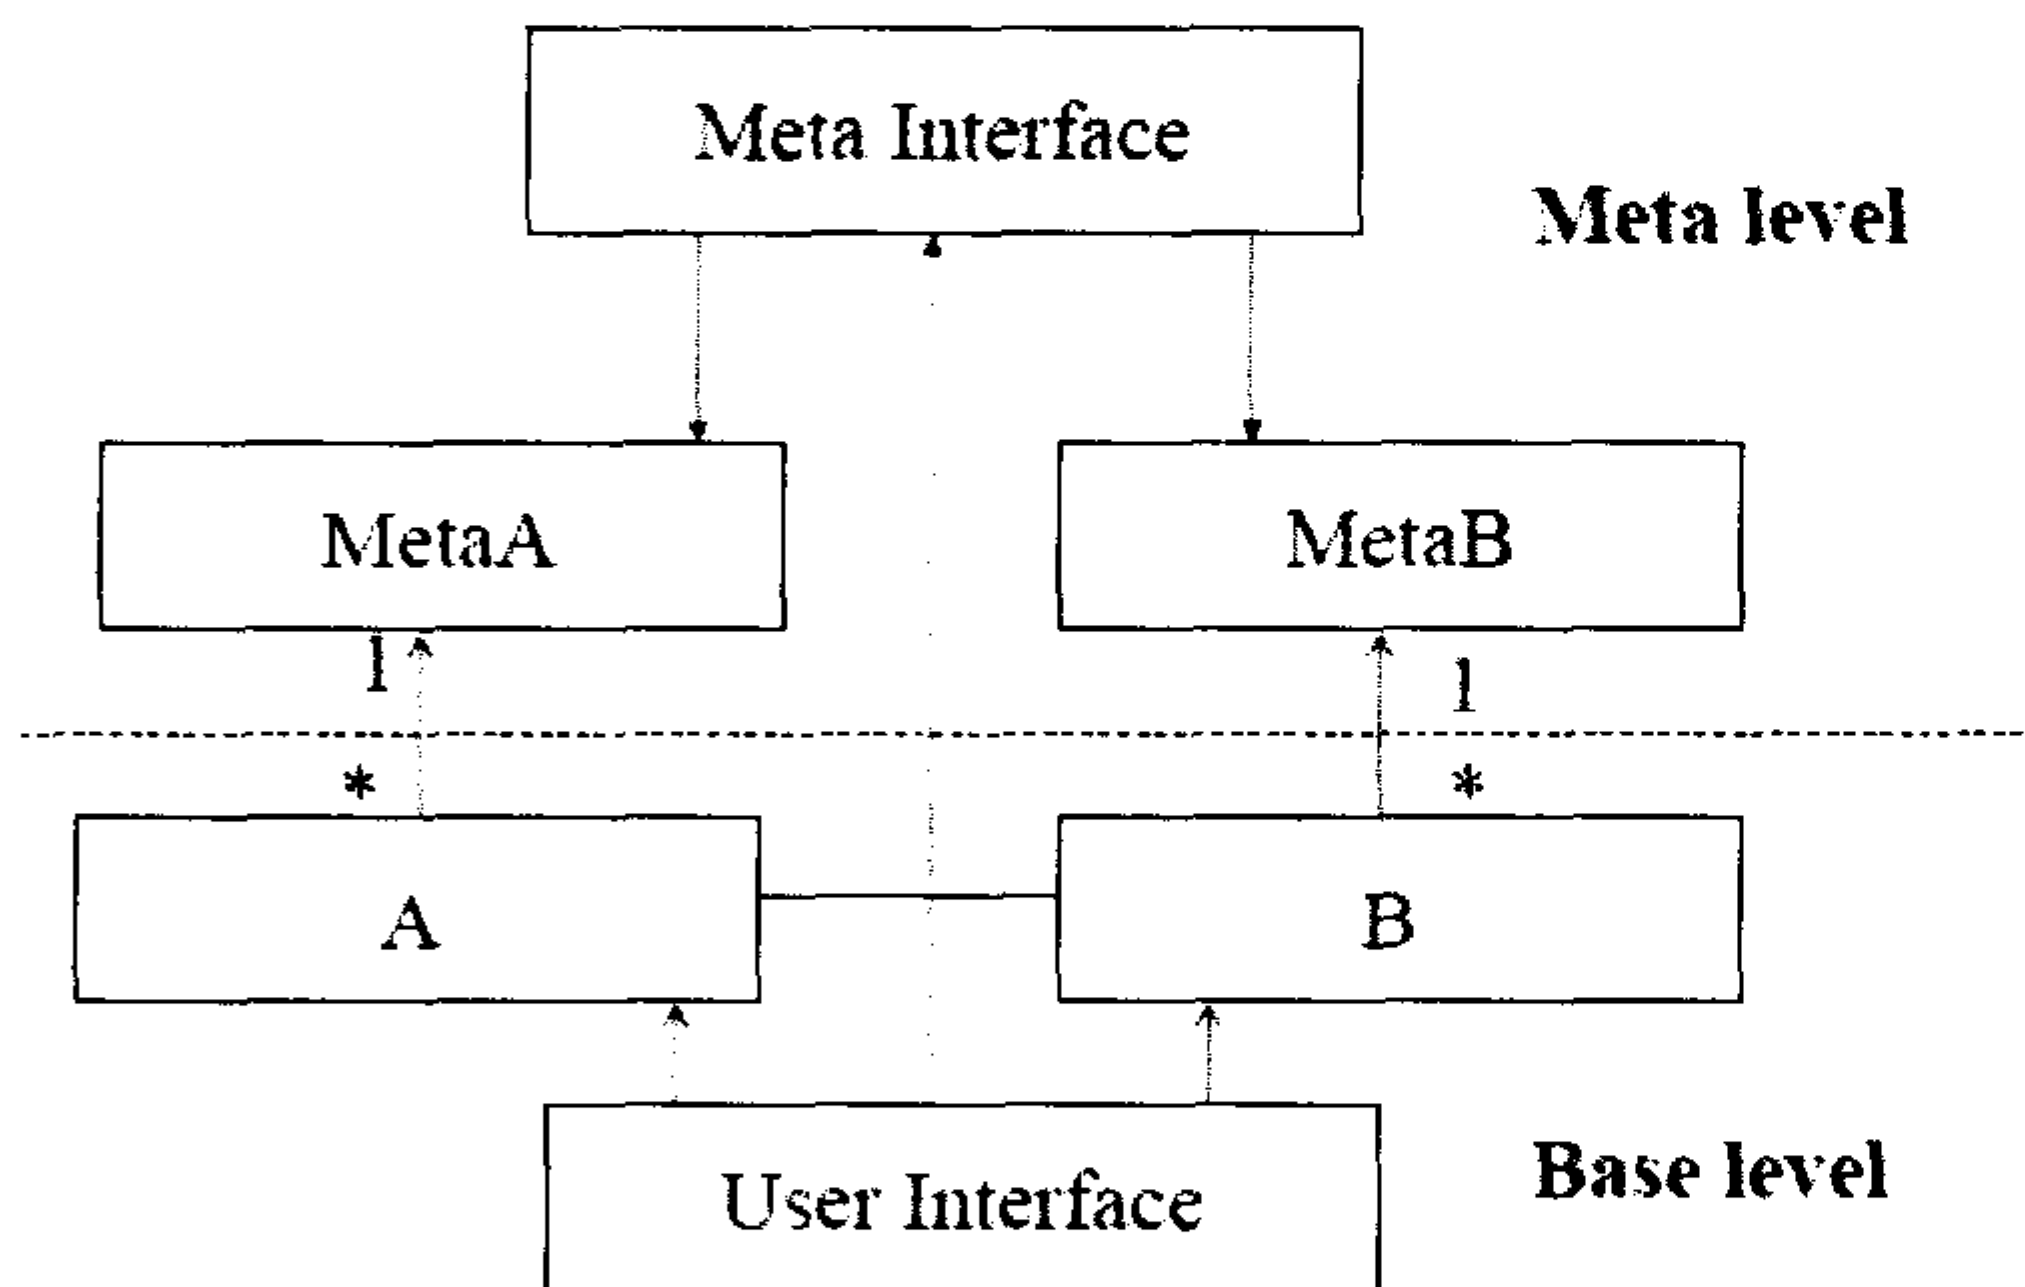 Meta Interface
Meta level
MetaA
MetaB
1
1
*
*
A
B
User Interface
Base level